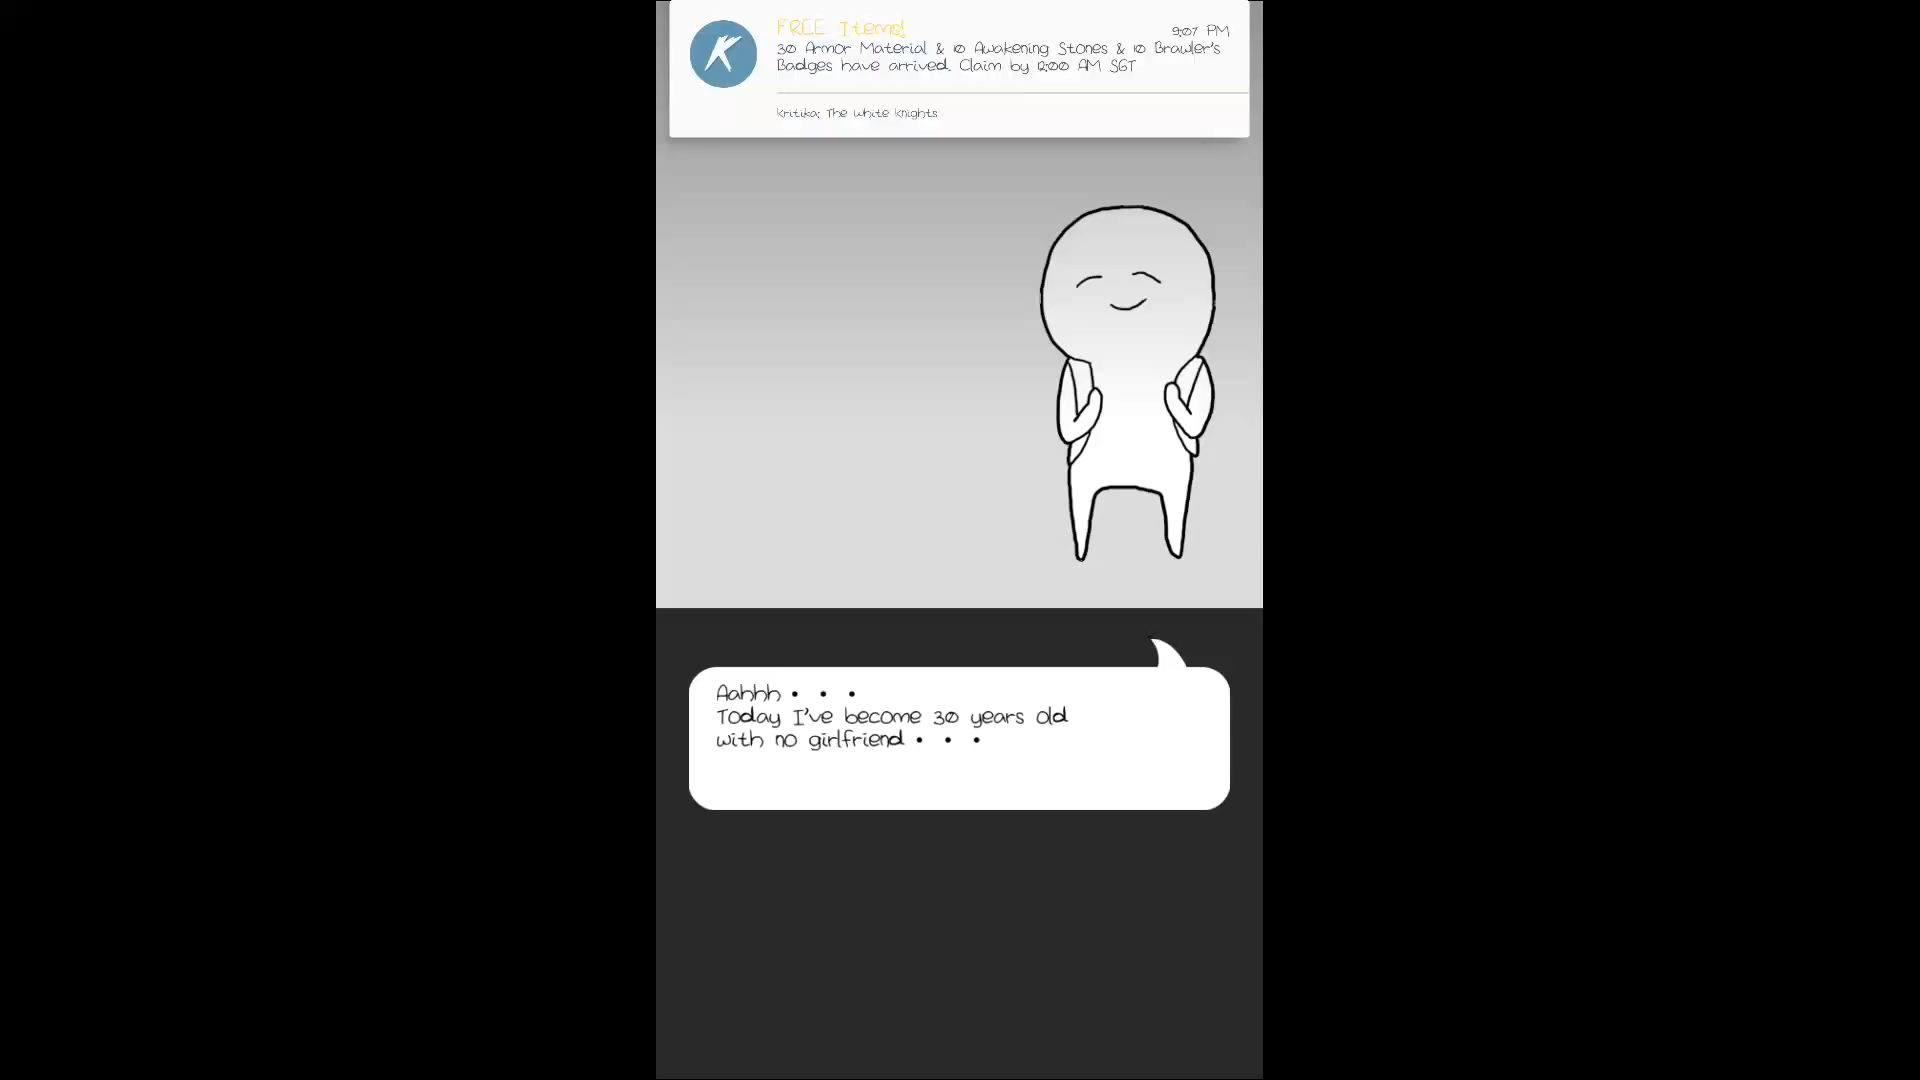 FREE Items!
9:07 PM
30 Armor Material & 10 Awakening Stones & 10 Brawler's
Badges have arrived. Claim by 12:00 AM SGT
Kritika: The White Knights
Aahhh • • •
Today I've become 30 years old
with no girlfriend • • •